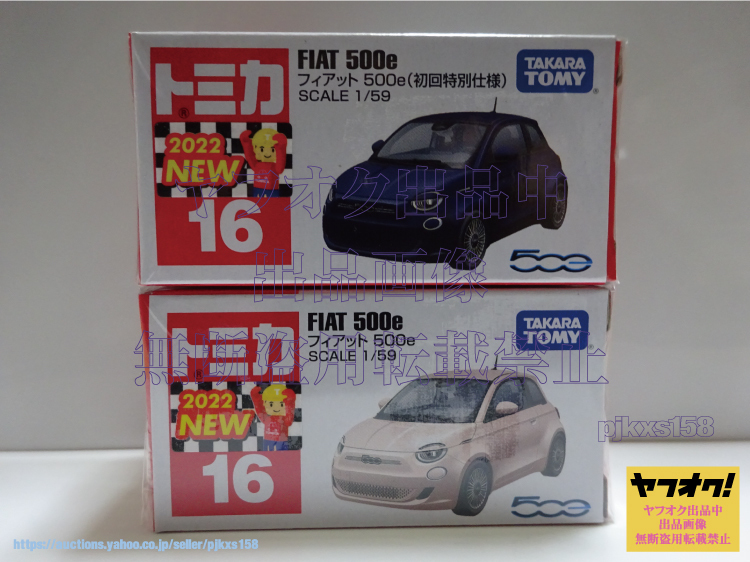 FIAT 500e
フィアット 500e(初回特別仕様)
SCALE 1/59
TAKARA
TOMY
トミカ
®
2022
NEW
16
500e
ヤフオク出品中
出品画像
無断盗用転載禁止
FIAT 500e
フィアット 500e
SCALE 1/59
TAKARA
TOMY
トミカ
®
2022
NEW
16
500e
pjkxs158
ヤフオク!
ヤフオク出品中
出品画像
無断盗用転載禁止
https://auctions.yahoo.co.jp/seller/pjkxs158